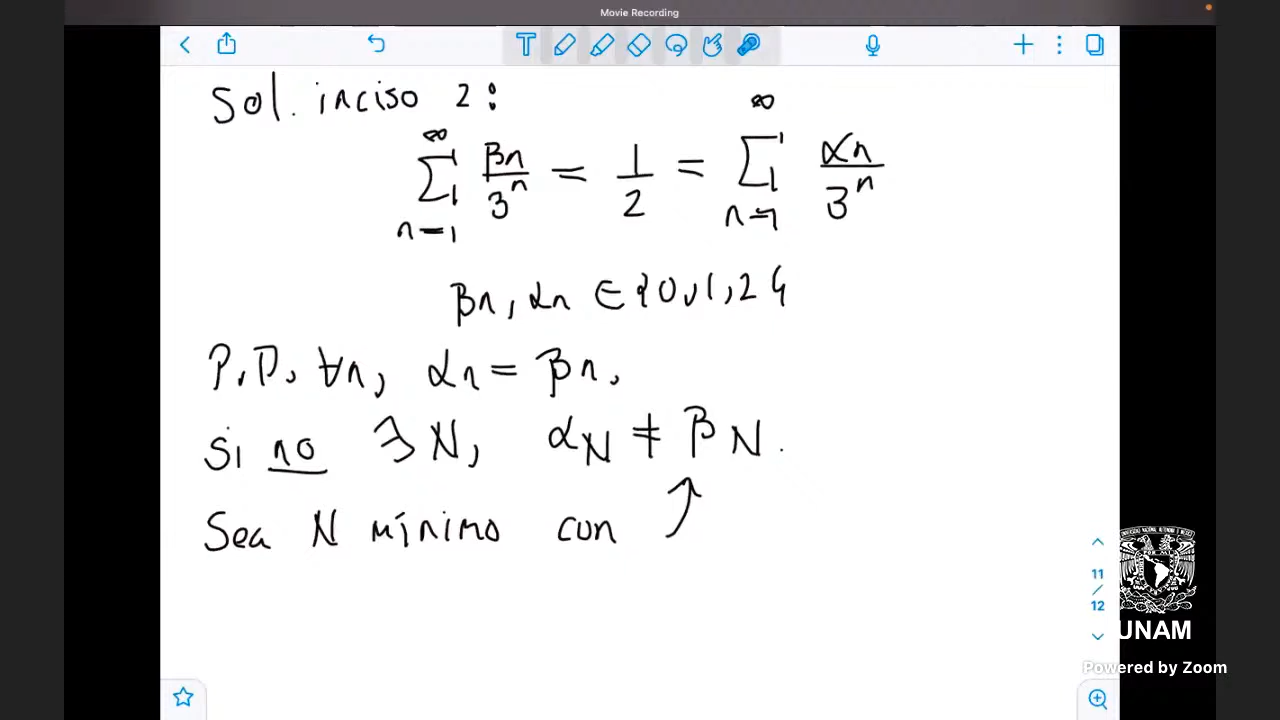 Movie Recording
T
Sol. inciso 2:
∞ ∑ n=1 βn/3^n = 1/2 = ∞ ∑ n=1 αn/3^n
βn, αn ∈ {0,1,2}
P.D. ∀n, αn = βn.
Si no ∃ N, αN ≠ βN.
Sea N mínimo con ↑
11
/
12
UNAM
Powered by Zoom